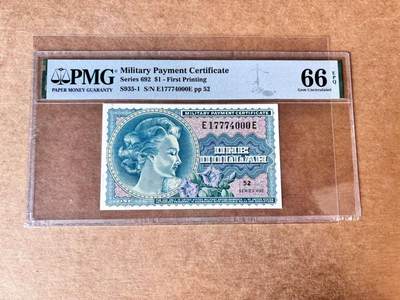 PMG
PAPER MONEY GUARANTY
Military Payment Certificate
Series 692 $1 - First Printing
S935-1 S/N E17774000E pp 52
66 EPQ
Gem Uncirculated
MILITARY PAYMENT CERTIFICATE
E17774000E
ONE
DOLLAR
52
SERIES 692